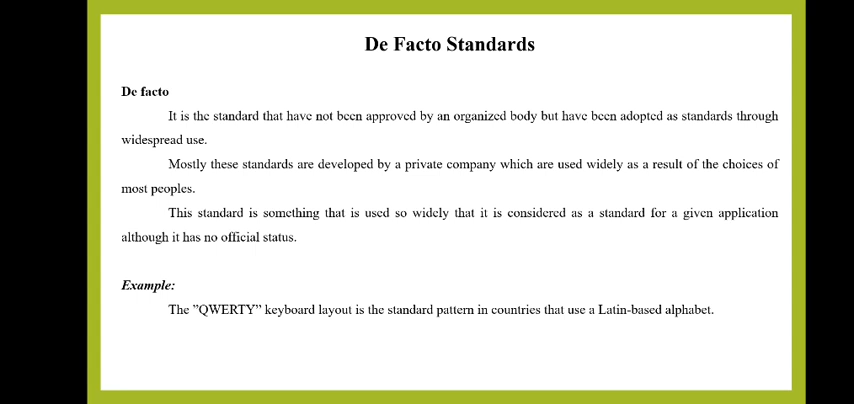 De Facto Standards
De facto
It is the standard that have not been approved by an organized body but have been adopted as standards through
widespread use.
Mostly these standards are developed by a private company which are used widely as a result of the choices of
most peoples.
This standard is something that is used so widely that it is considered as a standard for a given application
although it has no official status.
Example:
The ”QWERTY” keyboard layout is the standard pattern in countries that use a Latin-based alphabet.